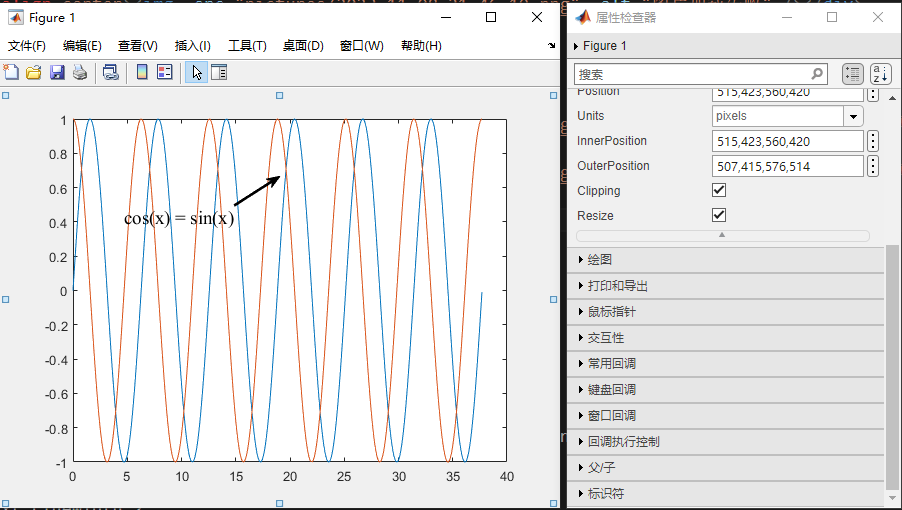 Figure 1
文件(F) 编辑(E) 查看(V) 插入(I) 工具(T) 桌面(D) 窗口(W) 帮助(H)
1
0.8
0.6
0.4
0.2
0
-0.2
-0.4
-0.6
-0.8
-1
0 5 10 15 20 25 30 35 40
cos(x) = sin(x)
属性检查器
Figure 1
搜索
Position 515,423,560,420
Units pixels
InnerPosition 515,423,560,420
OuterPosition 507,415,576,514
Clipping
Resize
绘图
打印和导出
鼠标指针
交互性
常用回调
键盘回调
窗口回调
回调执行控制
父/子
标识符